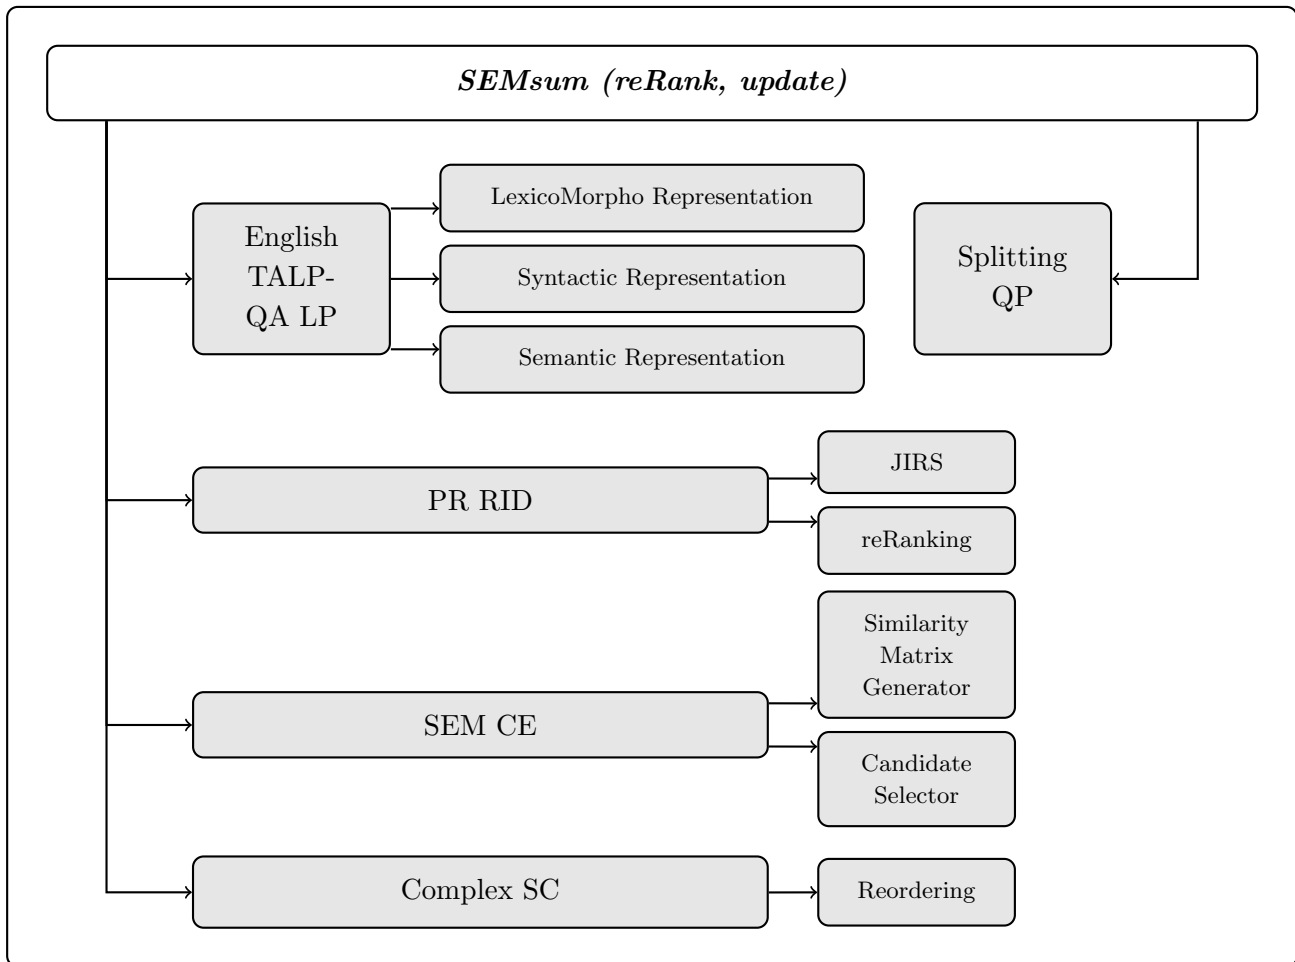 SEMsum (reRank, update)
English
TALP-
QA LP
LexicoMorpho Representation
Syntactic Representation
Semantic Representation
Splitting
QP
PR RID
JIRS
reRanking
SEM CE
Similarity
Matrix
Generator
Candidate
Selector
Complex SC
Reordering